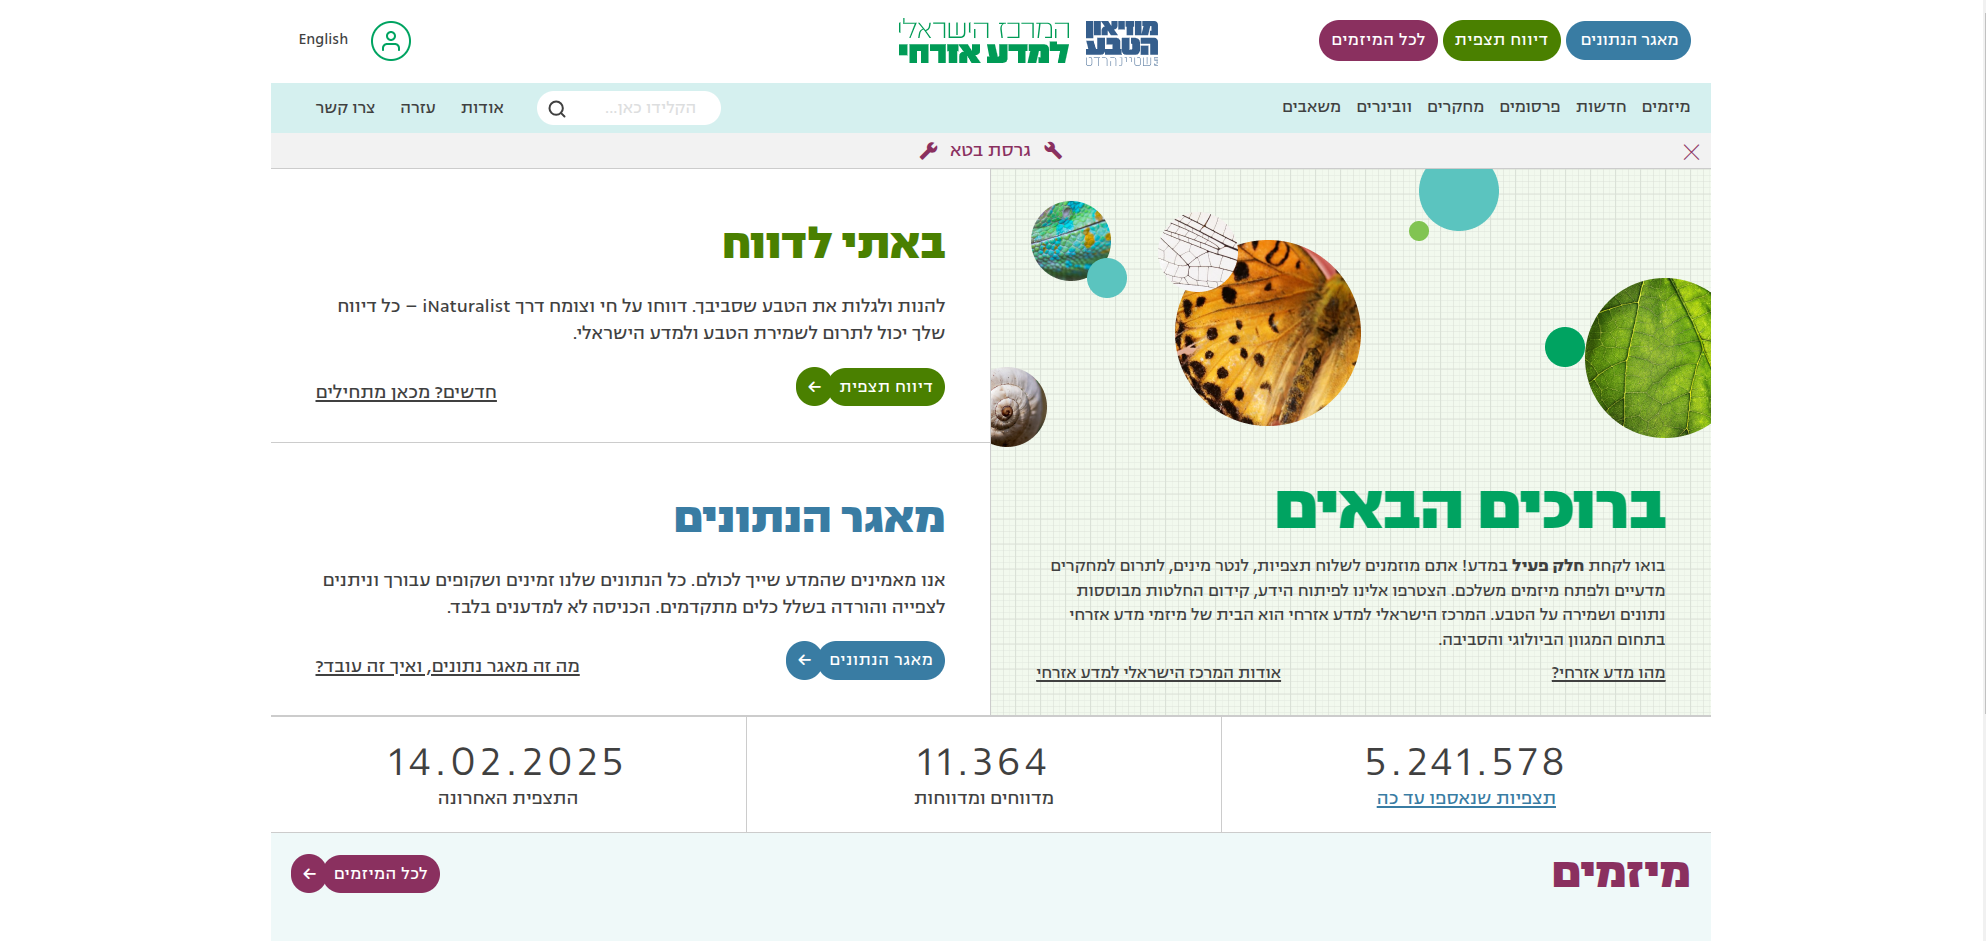 מאגר הנתונים
דיווח תצפית
לכל המיזמים
מוזיאון
הטבע
ע״ש שטיינהרדט
המרכז הישראלי
למדע אזרחי
English
מיזמים
חדשות
פרסומים
מחקרים
וובינרים
משאבים
הקלידו כאן...
אודות
עזרה
צרו קשר
גרסת בטא
ברוכים הבאים
בואו לקחת חלק פעיל במדע! אתם מוזמנים לשלוח תצפיות, לנטר מינים, לתרום למחקרים
מדעיים ולפתח מיזמים משלכם. הצטרפו אלינו לפיתוח הידע, קידום החלטות מבוססות
נתונים ושמירה על הטבע. המרכז הישראלי למדע אזרחי הוא הבית של מיזמי מדע אזרחי
בתחום המגוון הביולוגי והסביבה.
מהו מדע אזרחי?
אודות המרכז הישראלי למדע אזרחי
באתי לדווח
להנות ולגלות את הטבע שסביבך. דווחו על חי וצומח דרך iNaturalist – כל דיווח
שלך יכול לתרום לשמירת הטבע ולמדע הישראלי.
דיווח תצפית
חדשים? מכאן מתחילים
מאגר הנתונים
אנו מאמינים שהמדע שייך לכולם. כל הנתונים שלנו זמינים ושקופים עבורך וניתנים
לצפייה והורדה בשלל כלים מתקדמים. הכניסה לא למדענים בלבד.
מאגר הנתונים
מה זה מאגר נתונים, ואיך זה עובד?
5.241.578
תצפיות שנאספו עד כה
11.364
מדווחים ומדווחות
14.02.2025
התצפית האחרונה
מיזמים
לכל המיזמים